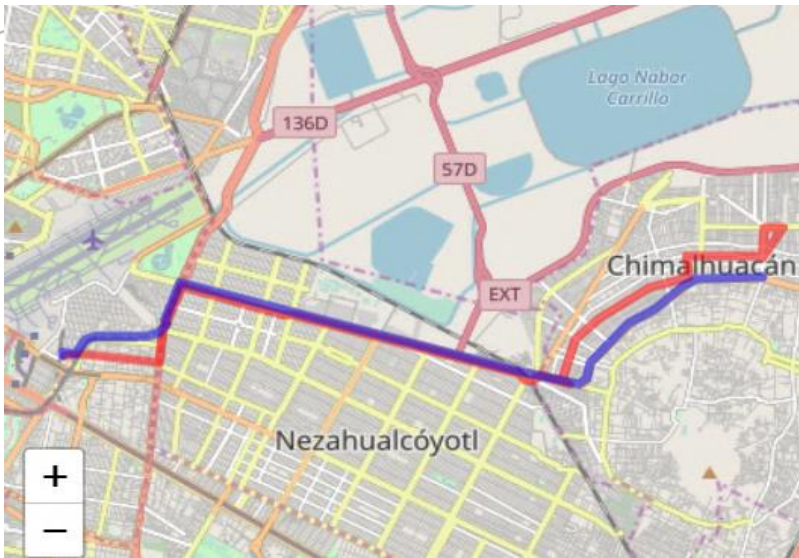 Lago Nabor
Carrillo
136D
57D
Chimalhuacán
EXT
Nezahualcóyotl
+
−